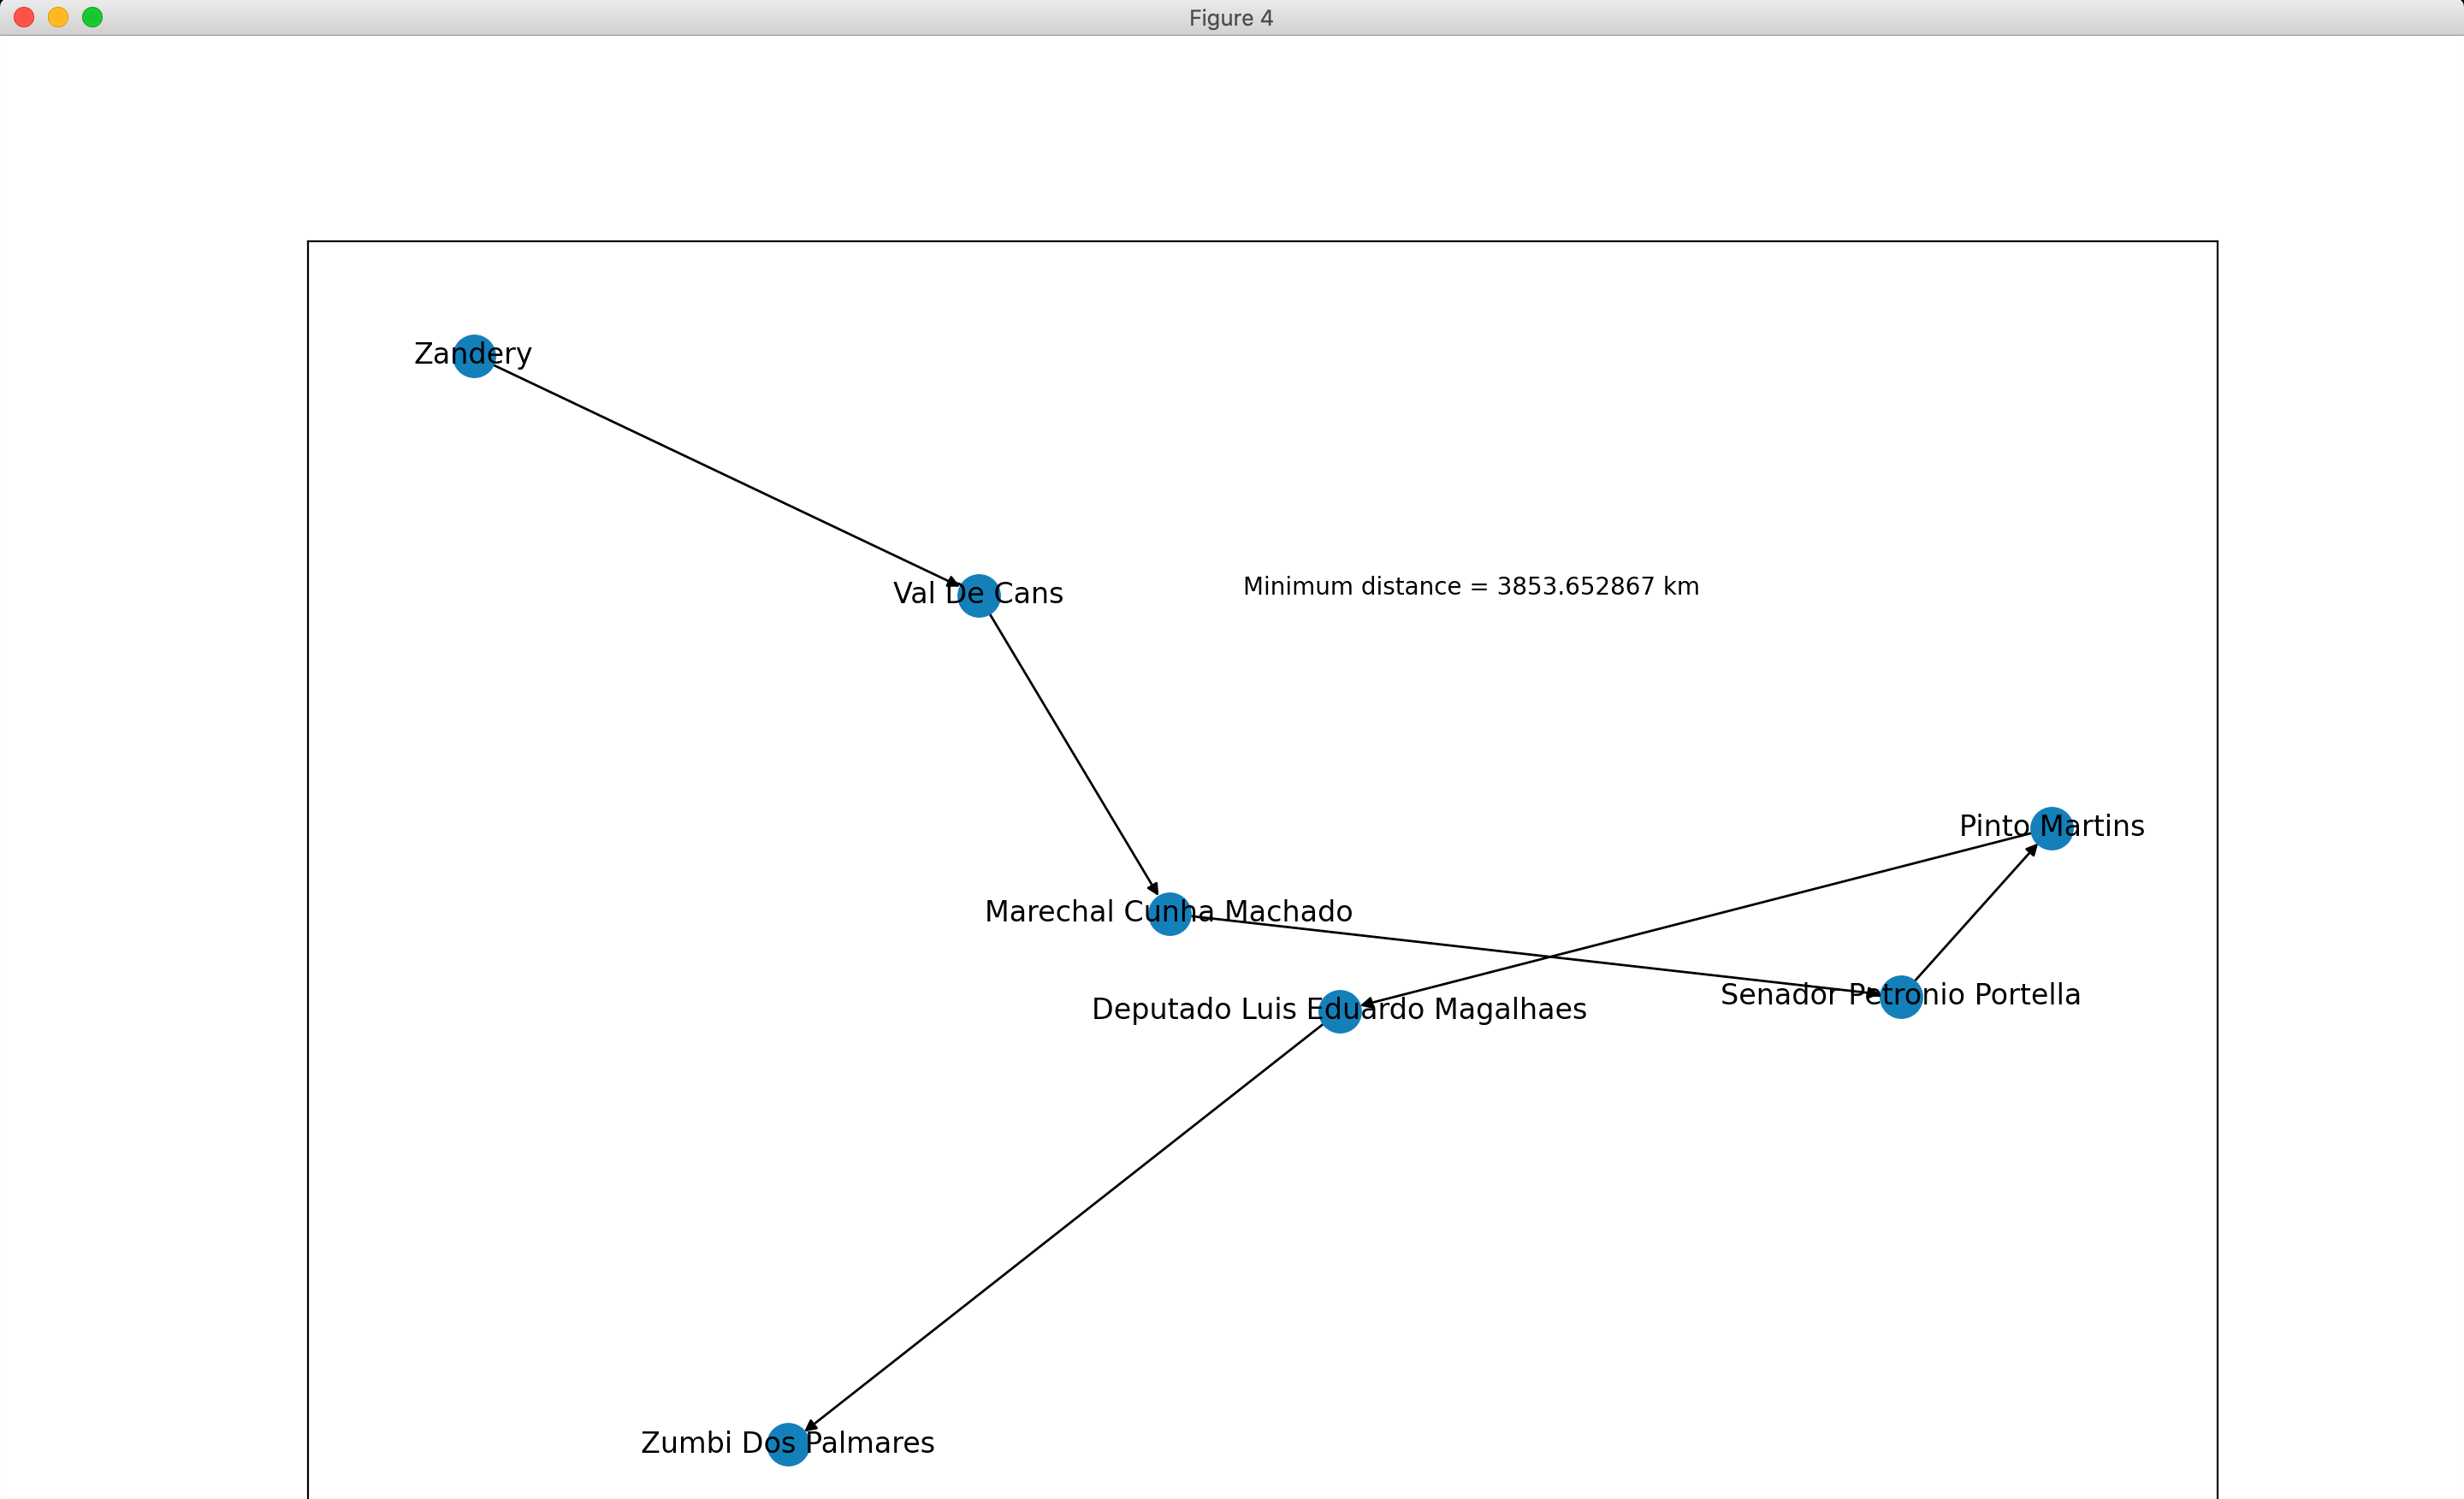 Figure 4
Zandery
Val De Cans
Minimum distance = 3853.652867 km
Pinto Martins
Marechal Cunha Machado
Senador Petronio Portella
Deputado Luis Eduardo Magalhaes
Zumbi Dos Palmares